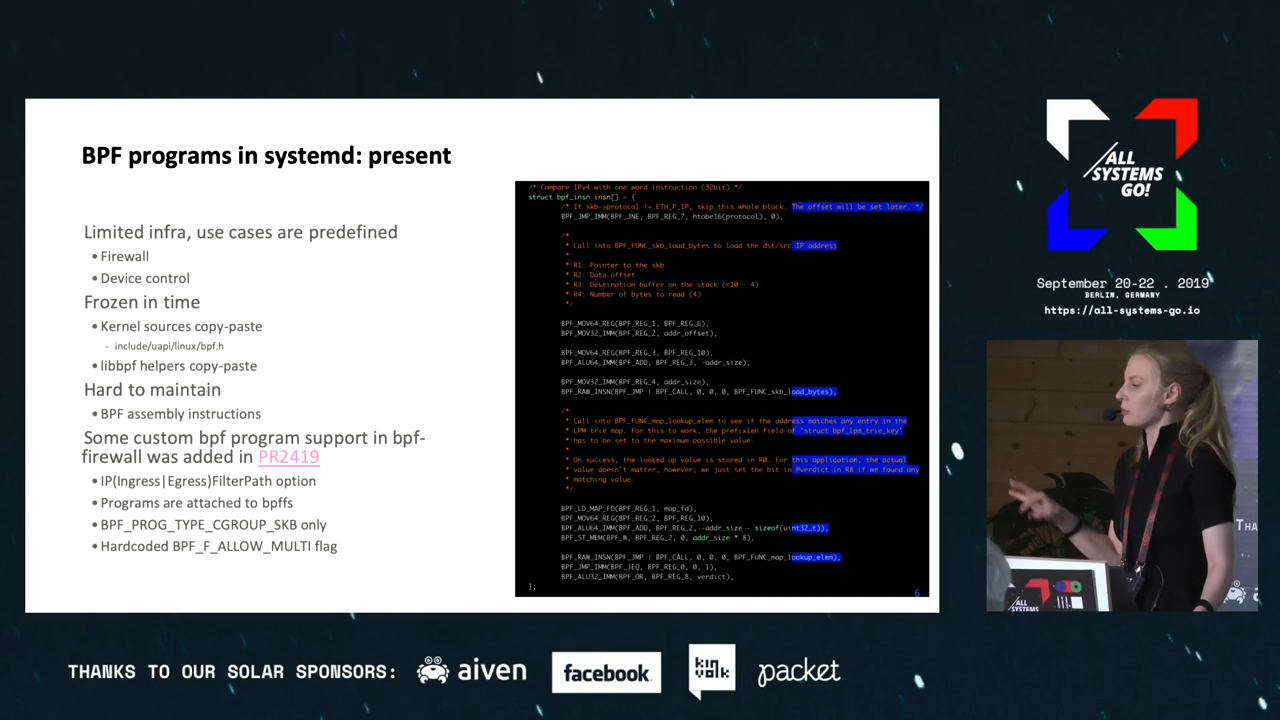 BPF programs in systemd: present
Limited infra, use cases are predefined
• Firewall
• Device control
Frozen in time
• Kernel sources copy-paste
- include/uapi/linux/bpf.h
• libbpf helpers copy-paste
Hard to maintain
• BPF assembly instructions
Some custom bpf program support in bpf-
firewall was added in PR2419
• IP(Ingress|Egress)FilterPath option
• Programs are attached to bpffs
• BPF_PROG_TYPE_CGROUP_SKB only
• Hardcoded BPF_F_ALLOW_MULTI flag
/* Compare IPv4 with one word instruction (32bit) */
struct bpf_insn insn[] = {
/* If skb->protocol != ETH_P_IP, skip this whole block. The offset will be set later. */
BPF_JMP_IMM(BPF_JNE, BPF_REG_7, htobe16(protocol), 0),
/*
* Call into BPF_FUNC_skb_load_bytes to load the dst/src IP address
*
* R1: Pointer to the skb
* R2: Data offset
* R3: Destination buffer on the stack (r10 - 4)
* R4: Number of bytes to read (4)
*/
BPF_MOV64_REG(BPF_REG_1, BPF_REG_6),
BPF_MOV32_IMM(BPF_REG_2, addr_offset),
BPF_MOV64_REG(BPF_REG_3, BPF_REG_10),
BPF_ALU64_IMM(BPF_ADD, BPF_REG_3, -addr_size),
BPF_MOV32_IMM(BPF_REG_4, addr_size),
BPF_RAW_INSN(BPF_JMP | BPF_CALL, 0, 0, 0, BPF_FUNC_skb_load_bytes),
/*
* Call into BPF_FUNC_map_lookup_elem to see if the address matches any entry in the
* LPM trie map. For this to work, the prefixlen field of 'struct bpf_lpm_trie_key'
* has to be set to the maximum possible value.
*
* On success, the looked up value is stored in R0. For this application, the actual
* value doesn't matter, however; we just set the bit in @verdict in R8 if we found any
* matching value.
*/
BPF_LD_MAP_FD(BPF_REG_1, map_fd),
BPF_MOV64_REG(BPF_REG_2, BPF_REG_10),
BPF_ALU64_IMM(BPF_ADD, BPF_REG_2, -addr_size - sizeof(uint32_t)),
BPF_ST_MEM(BPF_W, BPF_REG_2, 0, addr_size * 8),
BPF_RAW_INSN(BPF_JMP | BPF_CALL, 0, 0, 0, BPF_FUNC_map_lookup_elem),
BPF_JMP_IMM(BPF_JEQ, BPF_REG_0, 0, 1),
BPF_ALU32_IMM(BPF_OR, BPF_REG_8, verdict),
};
6
/ALL
SYSTEMS
GO!
September 20-22 . 2019
BERLIN, GERMANY
https://all-systems-go.io
THA
/ALL
SYSTEMS
GO!
THANKS TO OUR SOLAR SPONSORS:
aiven
facebook.
kin
volk
packet